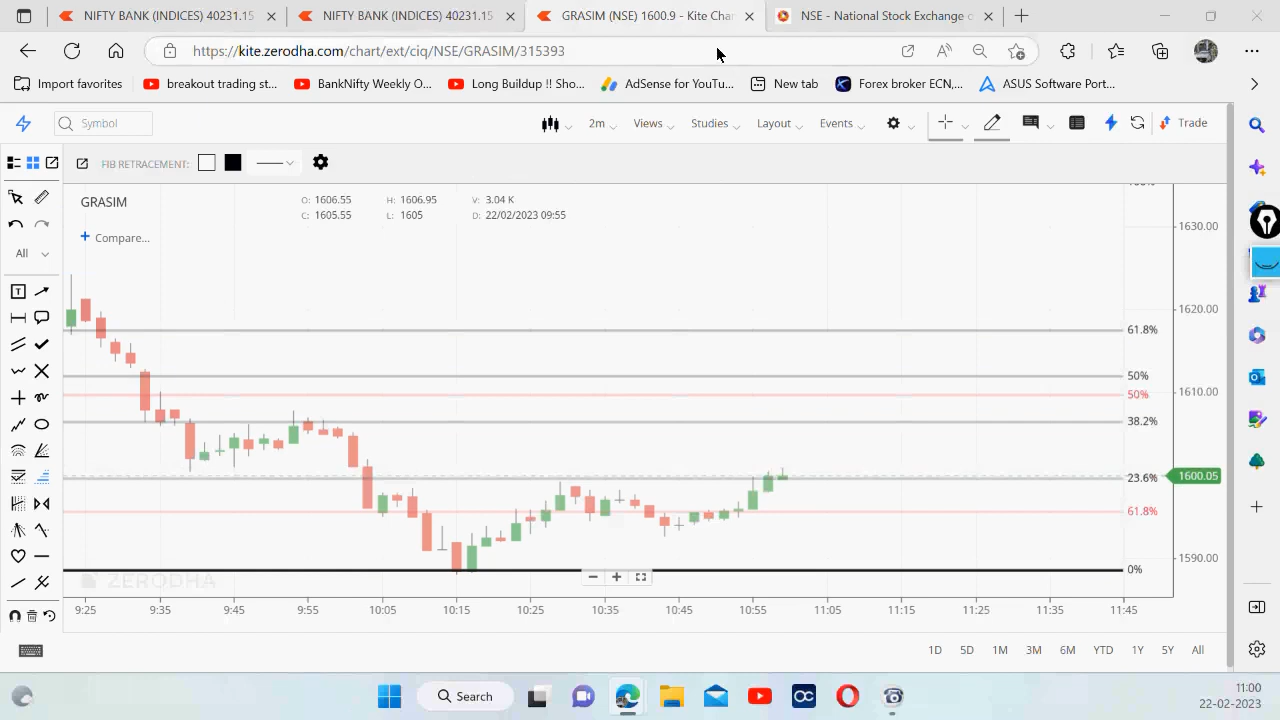 NIFTY BANK (INDICES) 40231.15
NIFTY BANK (INDICES) 40231.15
GRASIM (NSE) 1600.9 - Kite Char
NSE - National Stock Exchange o
https://kite.zerodha.com/chart/ext/ciq/NSE/GRASIM/315393
Import favorites
breakout trading st...
BankNifty Weekly O...
Long Buildup !! Sho...
AdSense for YouTu...
New tab
Forex broker ECN,...
ASUS Software Port...
Symbol
2m
Views
Studies
Layout
Events
Trade
FIB RETRACEMENT:
GRASIM
O: 1606.55 H: 1606.95 V: 3.04 K
C: 1605.55 L: 1605 D: 22/02/2023 09:55
+ Compare...
All
1630.00
1620.00
61.8%
50%
50%
1610.00
38.2%
23.6%
1600.05
61.8%
1590.00
0%
ZERODHA
9:25 9:35 9:45 9:55 10:05 10:15 10:25 10:35 10:45 10:55 11:05 11:15 11:25 11:35 11:45
1D 5D 1M 3M 6M YTD 1Y 5Y All
Search
11:00
22-02-2023